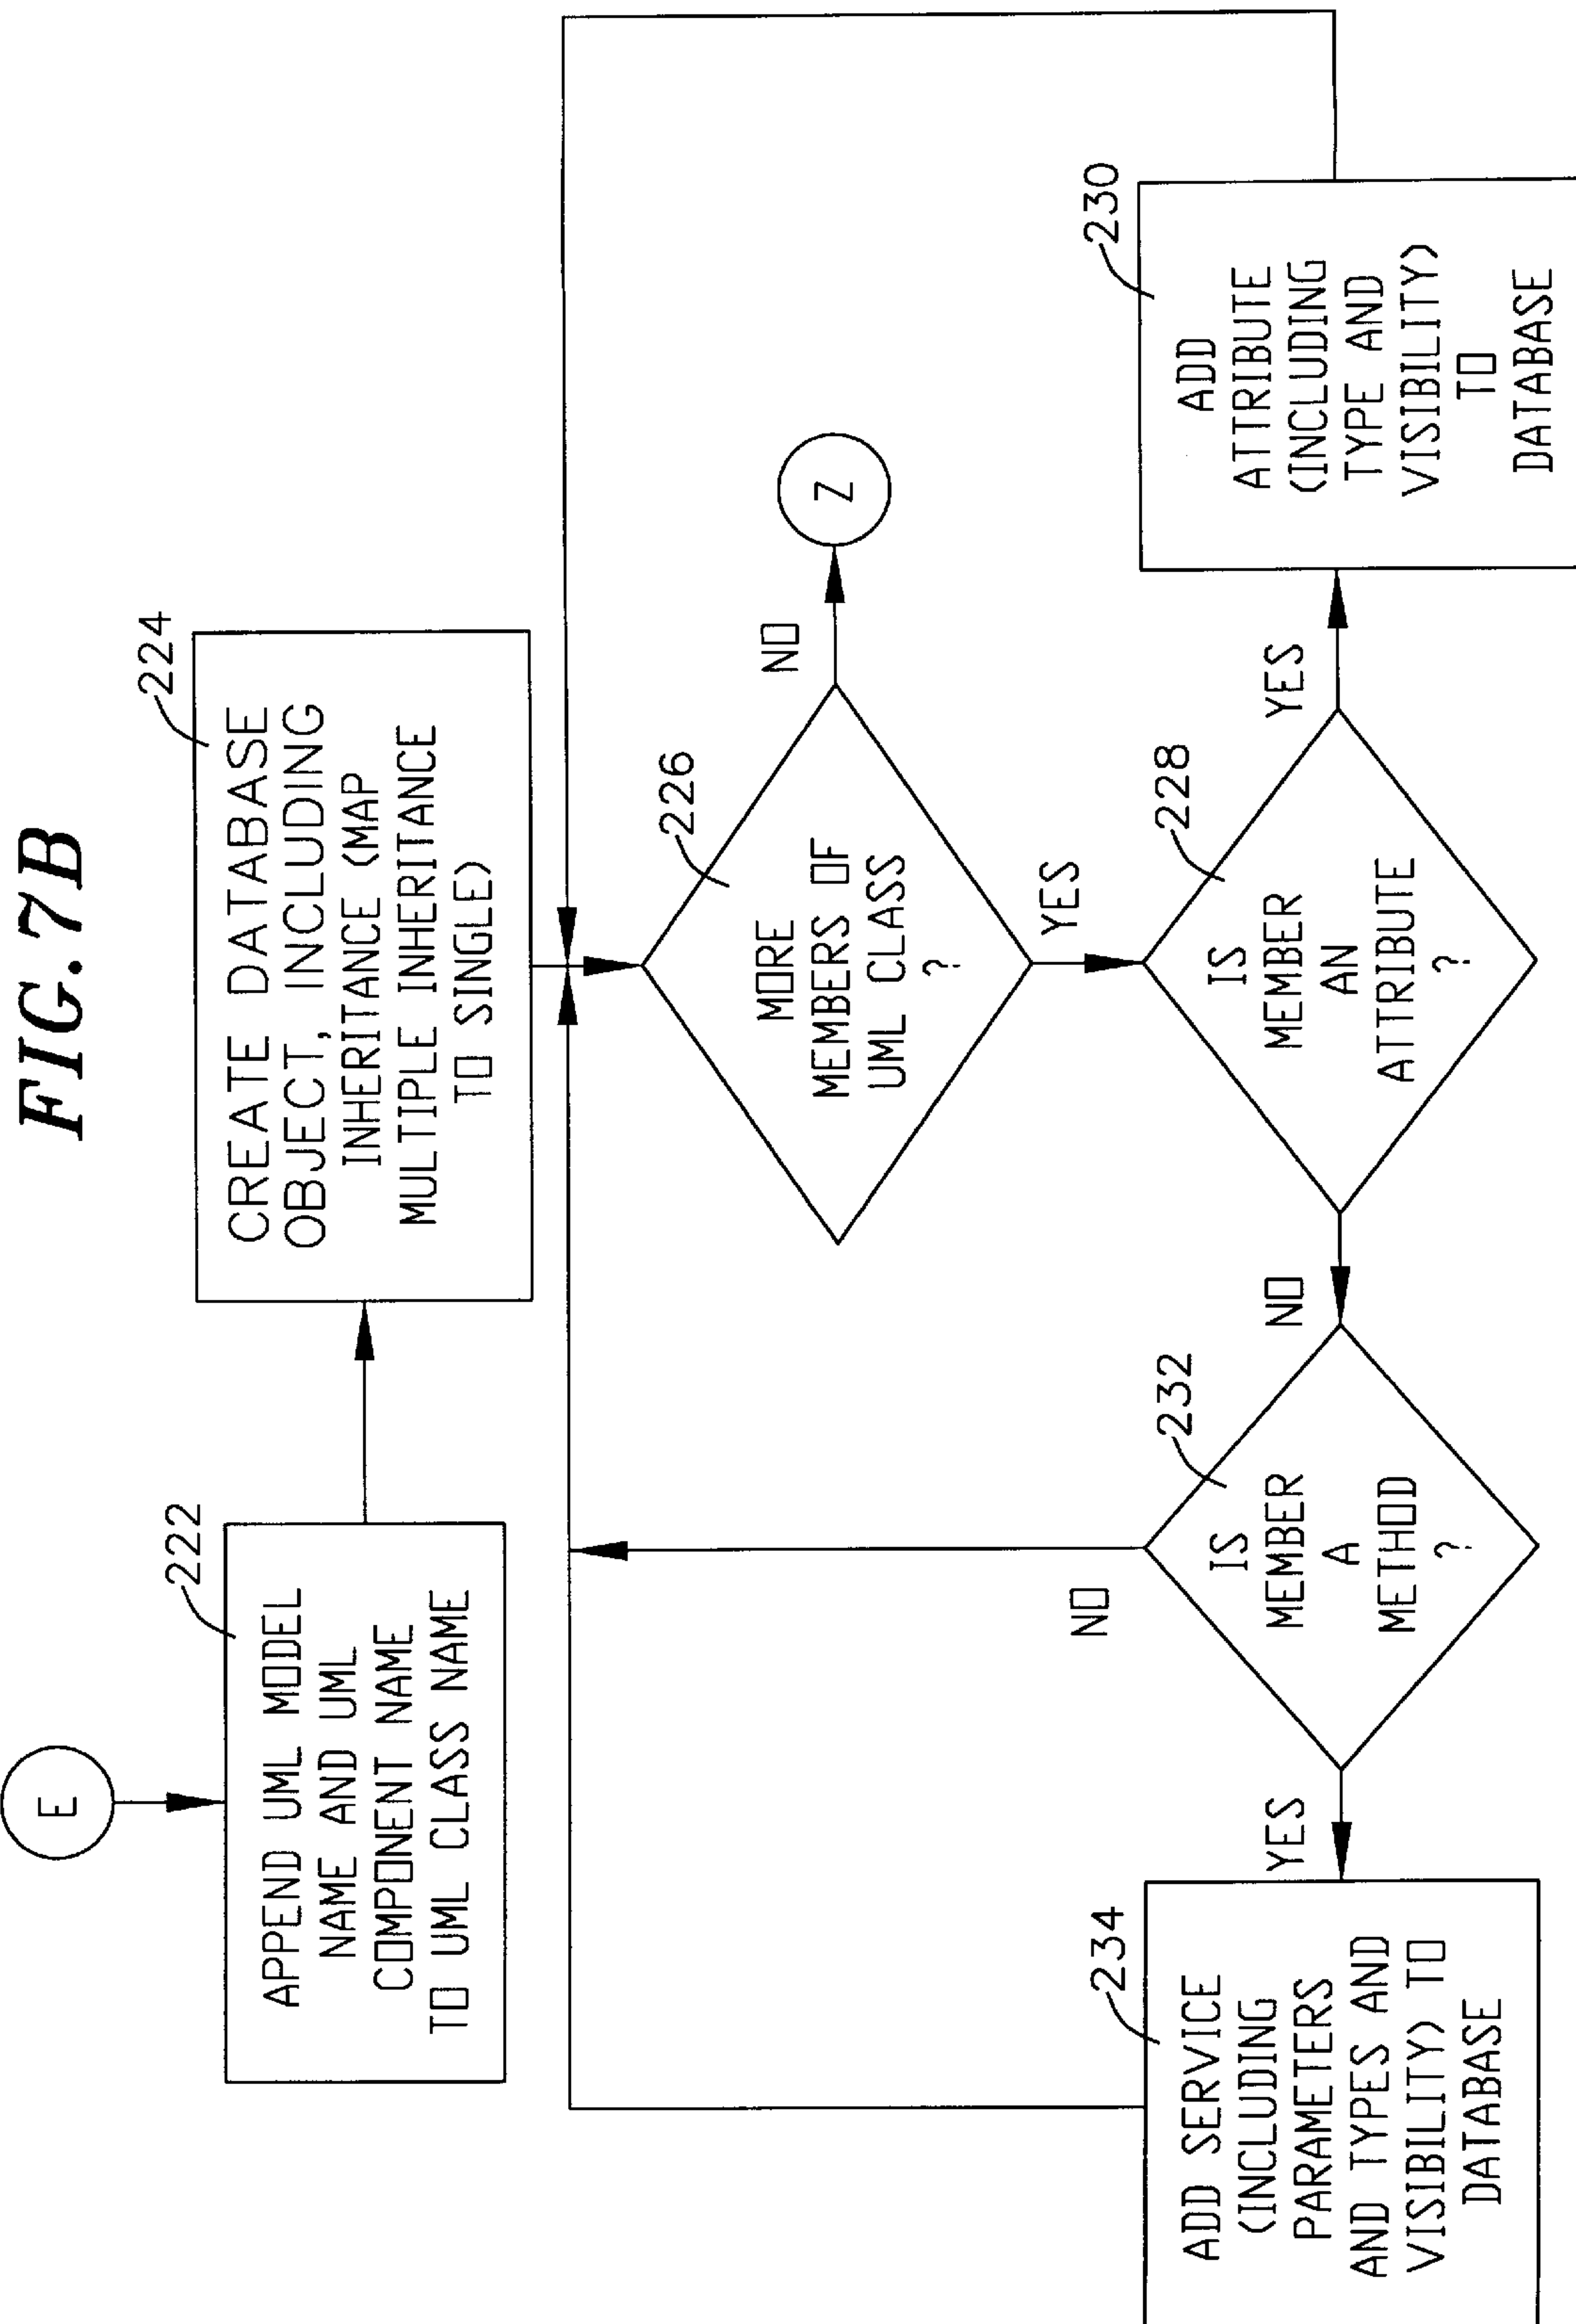 FIG. 7B
E
222
APPEND UML MODEL
NAME AND UML
COMPONENT NAME
TO UML CLASS NAME
224
CREATE DATABASE
OBJECT, INCLUDING
INHERITANCE (MAP
MULTIPLE INHERITANCE
TO SINGLE)
226
MORE
MEMBERS OF
UML CLASS
?
NO
Z
YES
228
IS
MEMBER
AN
ATTRIBUTE
?
YES
230
ADD
ATTRIBUTE
(INCLUDING
TYPE AND
VISIBILITY)
TO
DATABASE
NO
232
IS
MEMBER
A
METHOD
?
NO
YES
234
ADD SERVICE
(INCLUDING
PARAMETERS
AND TYPES AND
VISIBILITY) TO
DATABASE